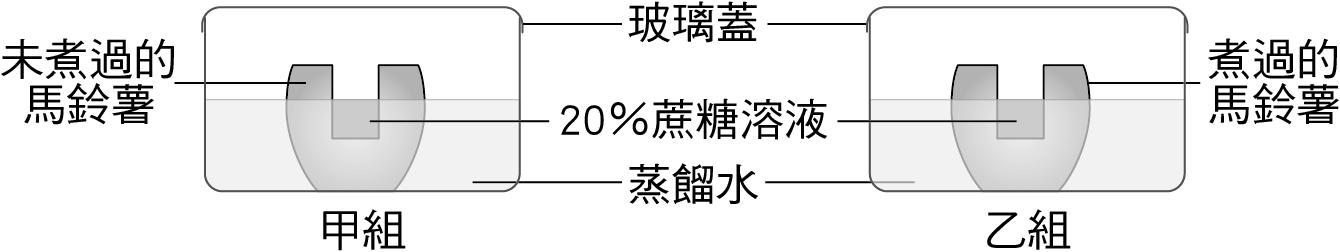 玻璃蓋
未煮過的
馬鈴薯
煮過的
馬鈴薯
20%蔗糖溶液
蒸餾水
甲組
乙組